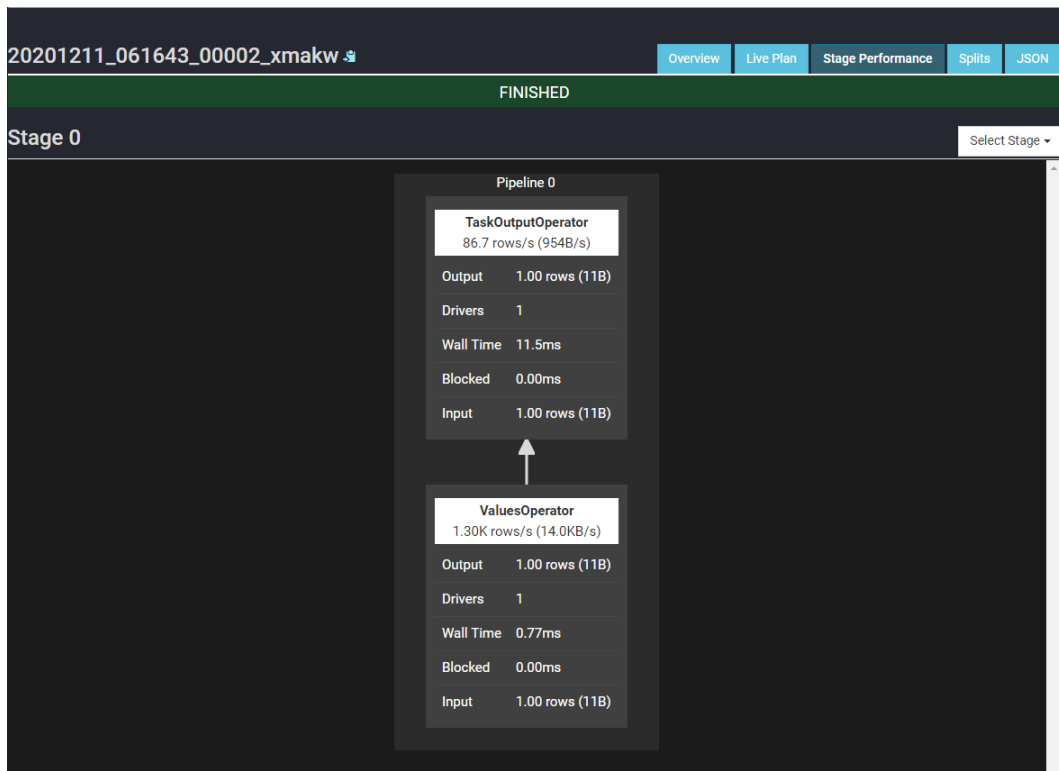 20201211_061643_00002_xmakw
Overview
Live Plan
Stage Performance
Splits
JSON
FINISHED
Stage 0
Select Stage
Pipeline 0
TaskOutputOperator
86.7 rows/s (954B/s)
Output 1.00 rows (11B)
Drivers 1
Wall Time 11.5ms
Blocked 0.00ms
Input 1.00 rows (11B)
ValuesOperator
1.30K rows/s (14.0KB/s)
Output 1.00 rows (11B)
Drivers 1
Wall Time 0.77ms
Blocked 0.00ms
Input 1.00 rows (11B)